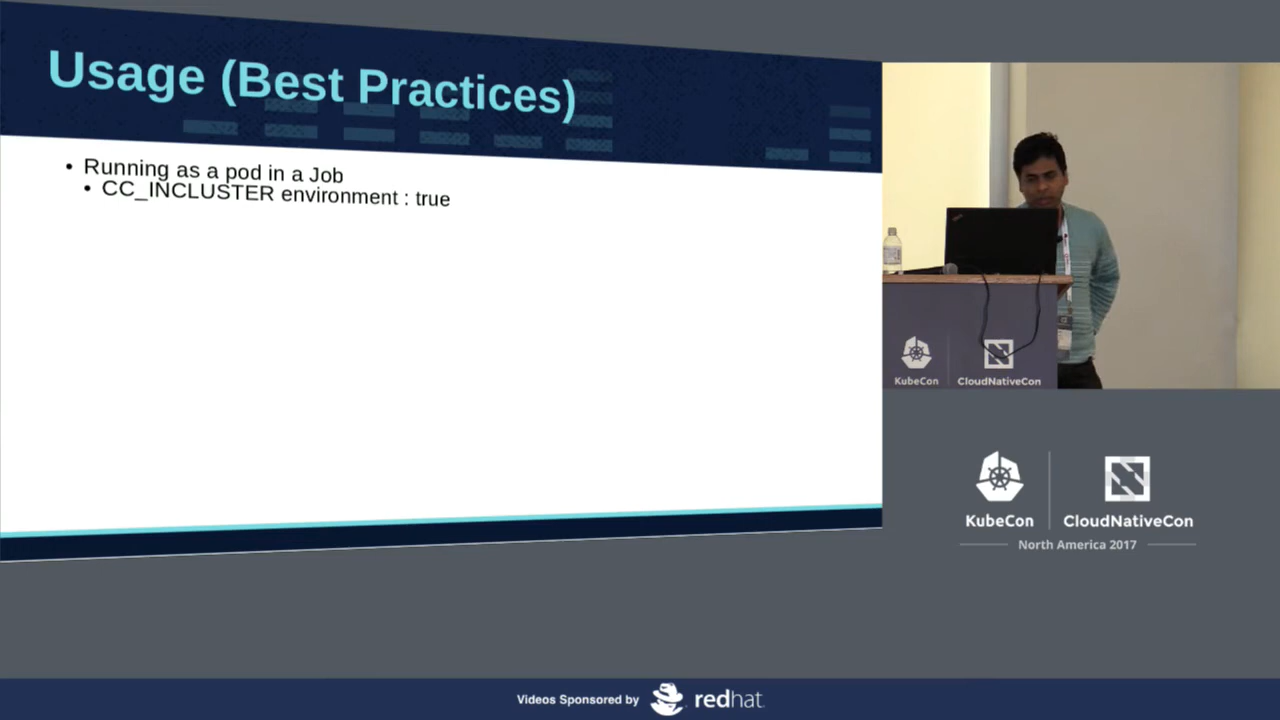 Usage (Best Practices)
• Running as a pod in a Job
• CC_INCLUSTER environment : true
KubeCon
CloudNativeCon
KubeCon
CloudNativeCon
North America 2017
Videos Sponsored by
redhat.